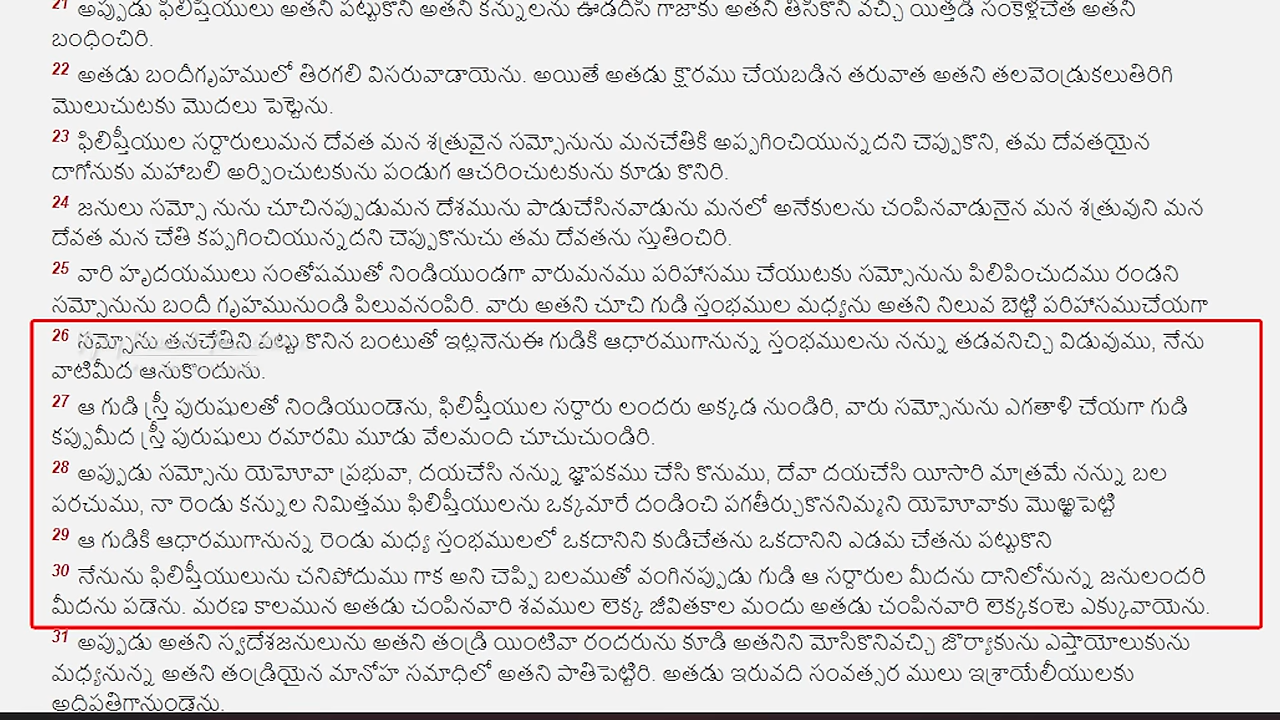 21 అప్పుడు ఫిలిష్తీయులు అతని పట్టుకొని అతని కన్నులను ఊడదీసి గాజాకు అతని తీసికొని వచ్చి యిత్తడి సంకెళ్లచేత అతని
బంధించిరి.
22 అతడు బందీగృహములో తిరగలి విసరువాడాయెను. అయితే అతడు క్షౌరము చేయబడిన తరువాత అతని తలవెండ్రుకలుతిరిగి
మొలుచుటకు మొదలు పెట్టెను.
23 ఫిలిష్తీయుల సర్దారులుమన దేవత మన శత్రువైన సమ్సోనును మనచేతికి అప్పగించియున్నదని చెప్పుకొని, తమ దేవతయైన
దాగోనుకు మహాబలి అర్పించుటకును పండుగ ఆచరించుటకును కూడు కొనిరి.
24 జనులు సమ్సో నును చూచినప్పుడుమన దేశమును పాడుచేసినవాడును మనలో అనేకులను చంపినవాడునైన మన శత్రువుని మన
దేవత మన చేతి కప్పగించియున్నదని చెప్పుకొనుచు తమ దేవతను స్తుతించిరి.
25 వారి హృదయములు సంతోషముతో నిండియుండగా వారుమనము పరిహాసము చేయుటకు సమ్సోనును పిలిపించుదము రండని
సమ్సోనును బందీ గృహమునుండి పిలువనంపిరి. వారు అతని చూచి గుడి స్తంభముల మధ్యను అతని నిలువ బెట్టి పరిహాసముచేయగా
26 సమ్సోను తనచేతిని పట్టు కొనిన బంటుతో ఇట్లనెనుఈ గుడికి ఆధారముగానున్న స్తంభములను నన్ను తడవనిచ్చి విడువుము, నేను
వాటిమీద ఆనుకొందును.
27 ఆ గుడి స్త్రీ పురుషులతో నిండియుండెను, ఫిలిష్తీయుల సర్దారు లందరు అక్కడ నుండిరి, వారు సమ్సోనును ఎగతాళి చేయగా గుడి
కప్పుమీద స్త్రీ పురుషులు రమారమి మూడు వేలమంది చూచుచుండిరి.
28 అప్పుడు సమ్సోను యెహోవా ప్రభువా, దయచేసి నన్ను జ్ఞాపకము చేసి కొనుము, దేవా దయచేసి యీసారి మాత్రమే నన్ను బల
పరచుము, నా రెండు కన్నుల నిమిత్తము ఫిలిష్తీయులను ఒక్కమారే దండించి పగతీర్చుకొననిమ్మని యెహోవాకు మొఱ్ఱపెట్టి
29 ఆ గుడికి ఆధారముగానున్న రెండు మధ్య స్తంభములలో ఒకదానిని కుడిచేతను ఒకదానిని ఎడమ చేతను పట్టుకొని
30 నేనును ఫిలిష్తీయులును చనిపోదుము గాక అని చెప్పి బలముతో వంగినప్పుడు గుడి ఆ సర్దారుల మీదను దానిలోనున్న జనులందరి
మీదను పడెను. మరణ కాలమున అతడు చంపినవారి శవముల లెక్క జీవితకాల మందు అతడు చంపినవారి లెక్కకంటె ఎక్కువాయెను.
31 అప్పుడు అతని స్వదేశజనులును అతని తండ్రి యింటివా రందరును కూడి అతనిని మోసికొనివచ్చి జొర్యాకును ఎష్తాయోలుకును
మధ్యనున్న అతని తండ్రియైన మానోహ సమాధిలో అతని పాతిపెట్టిరి. అతడు ఇరువది సంవత్సర ములు ఇశ్రాయేలీయులకు
అధిపతిగానుండెను.